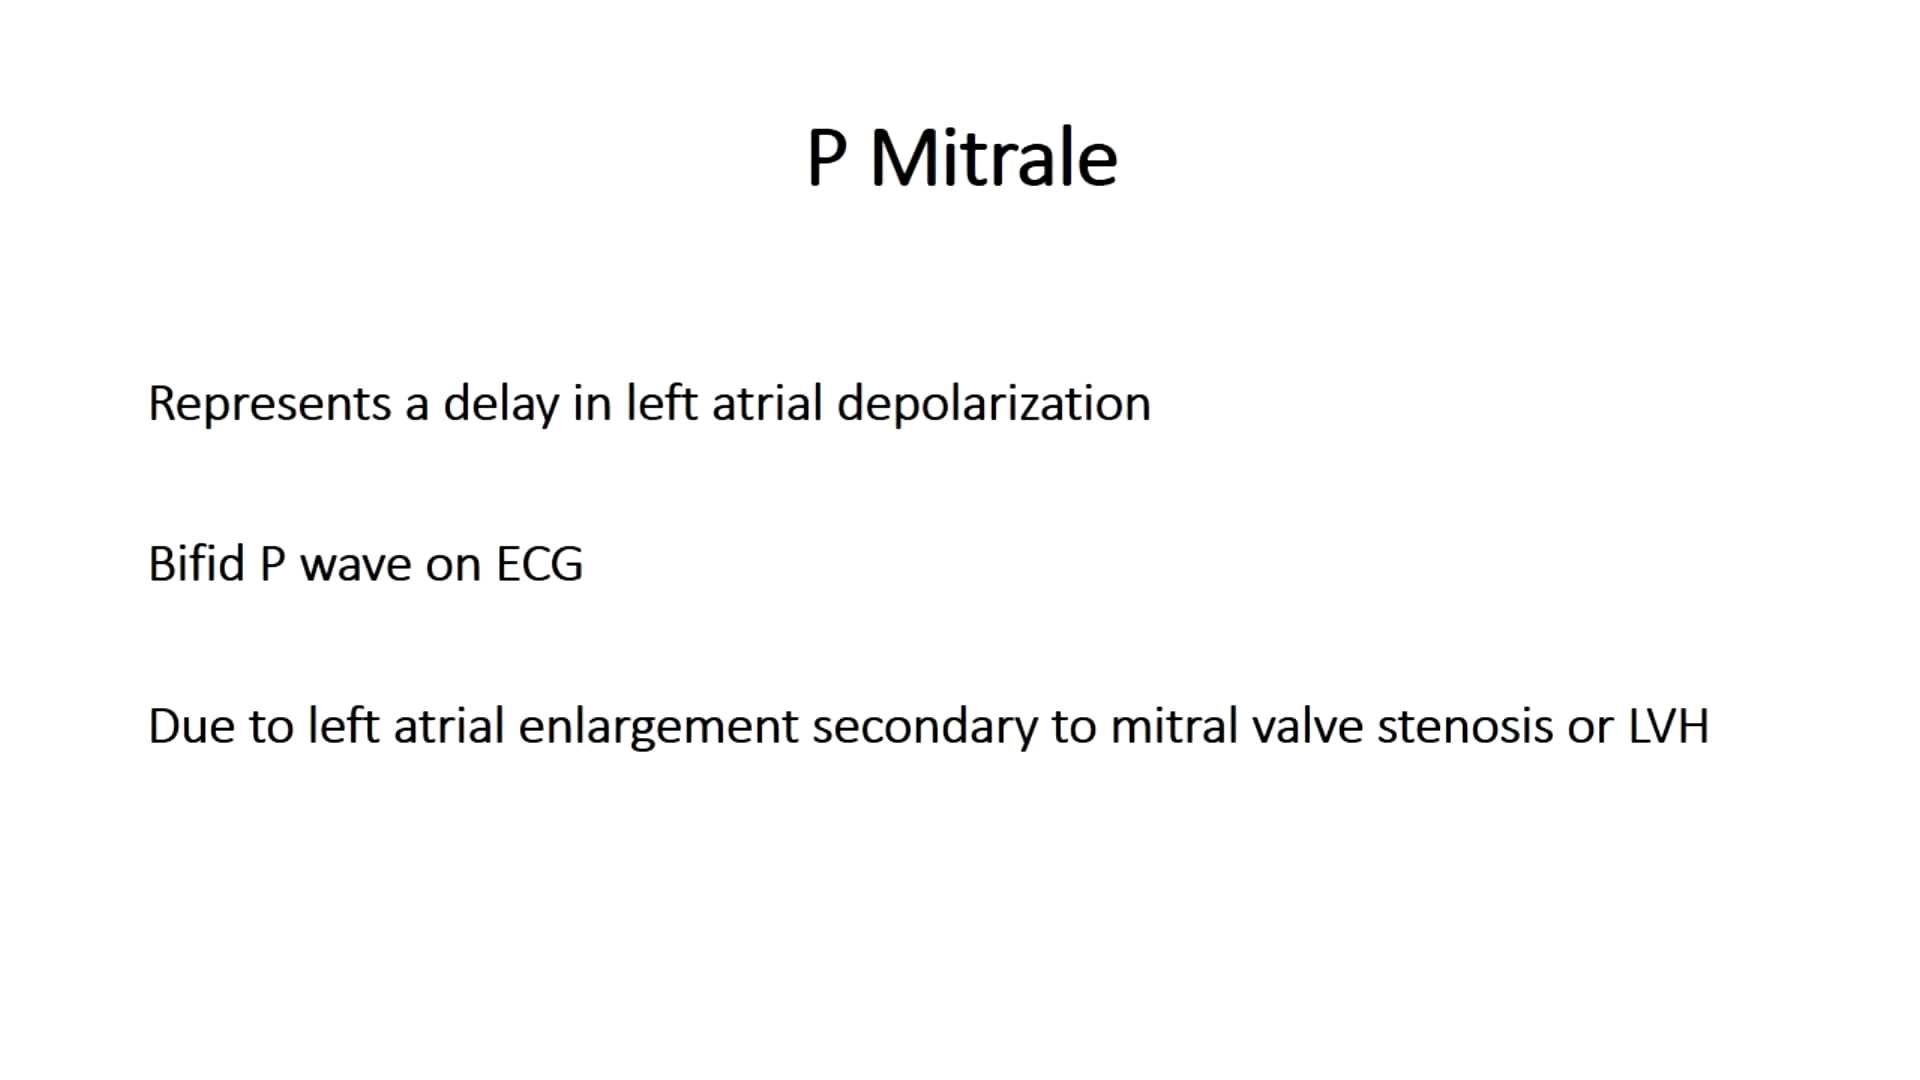 P Mitrale
Represents a delay in left atrial depolarization
Bifid P wave on ECG
Due to left atrial enlargement secondary to mitral valve stenosis or LVH